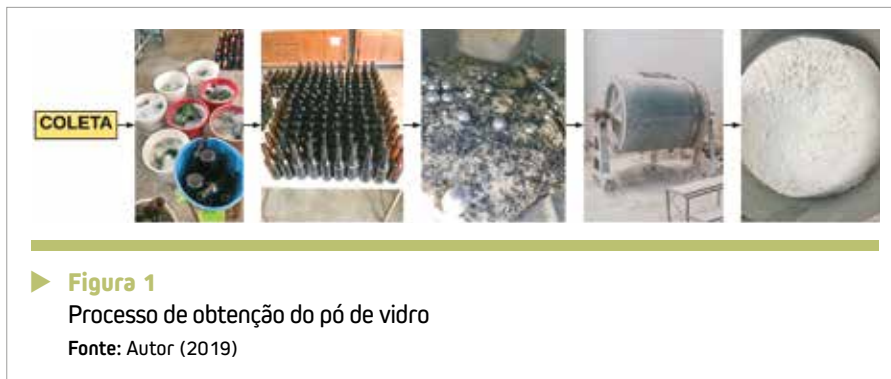 COLETA
Figura 1
Processo de obtenção do pó de vidro
Fonte: Autor (2019)